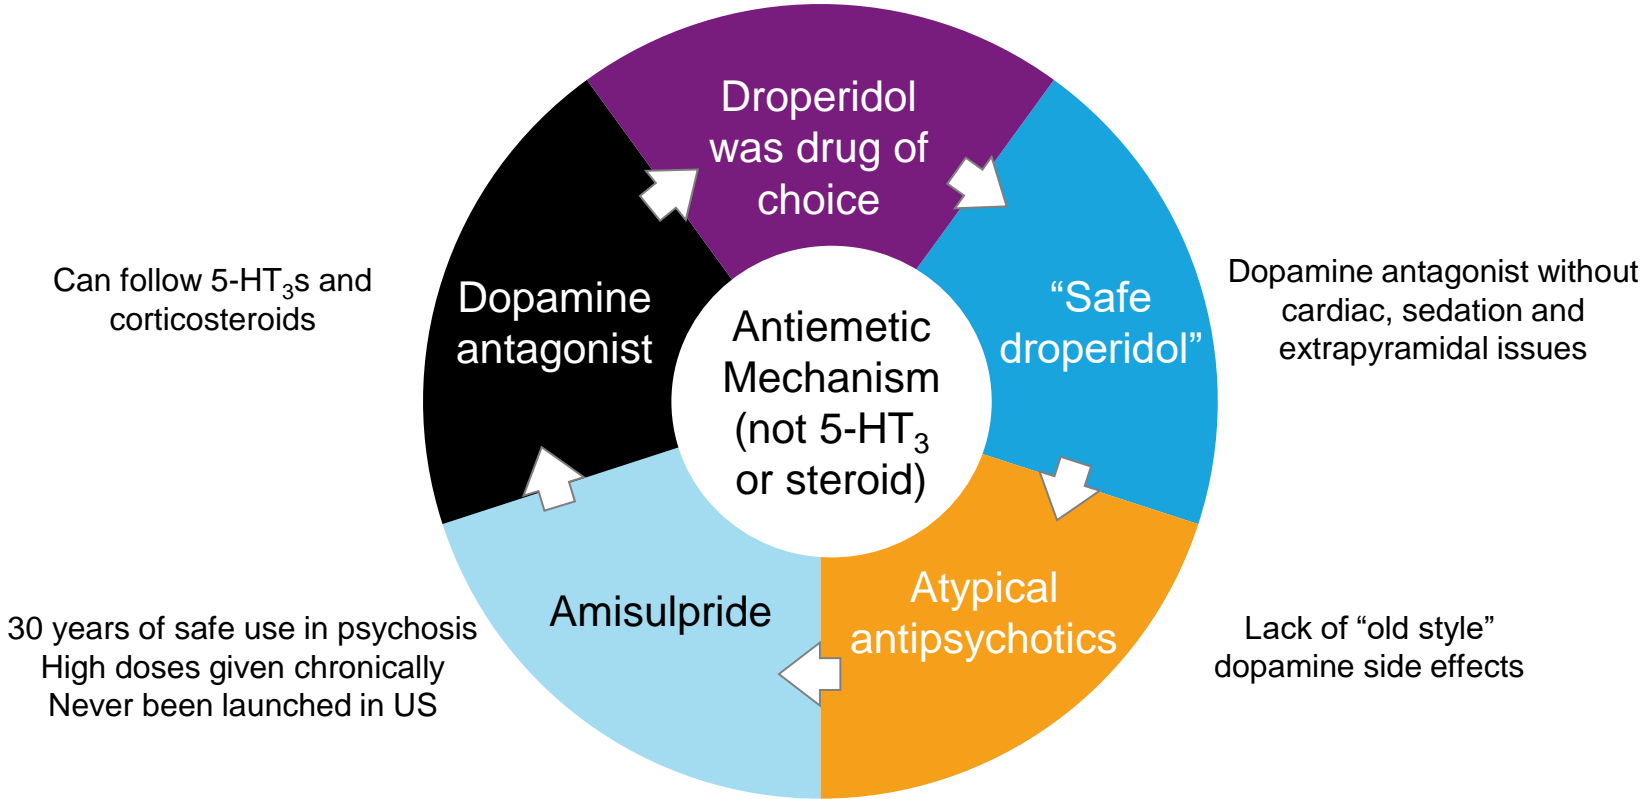 Droperidol
was drug of
choice
“Safe
droperidol”
Dopamine antagonist without
cardiac, sedation and
extrapyramidal issues
Atypical
antipsychotics
Lack of “old style”
dopamine side effects
Amisulpride
30 years of safe use in psychosis
High doses given chronically
Never been launched in US
Dopamine
antagonist
Can follow 5-HT₃s and
corticosteroids
Antiemetic
Mechanism
(not 5-HT₃
or steroid)